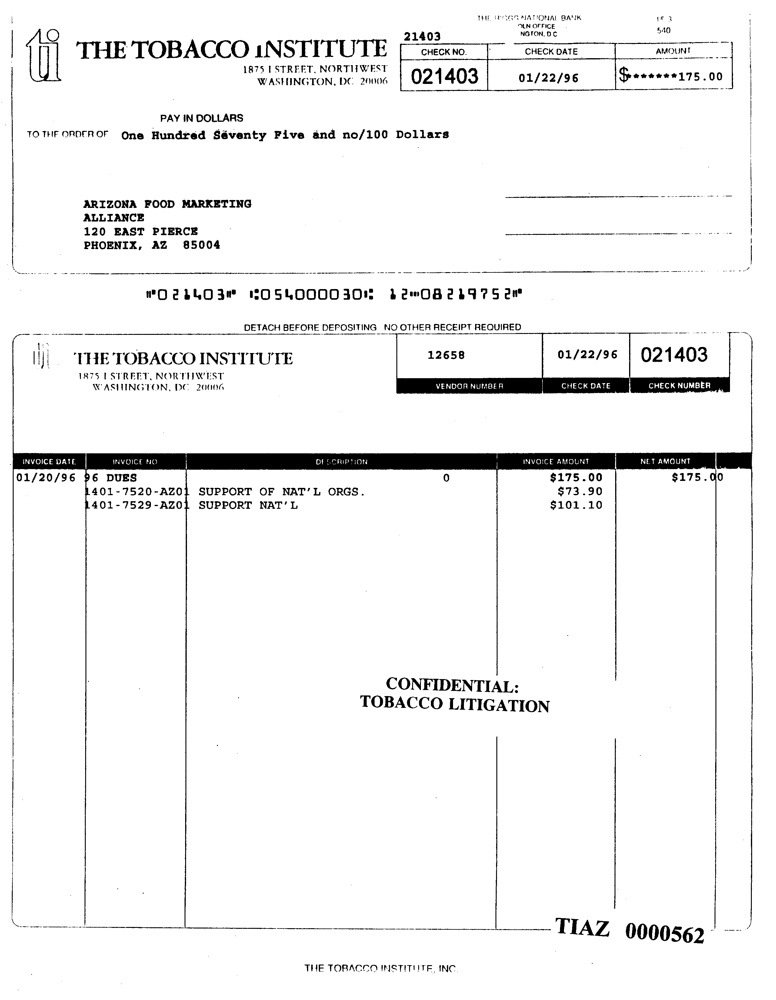 NATIONAL BANK
OFFICE
21403
540
THE TOBACCO INSTITUTE
1875 I STREET, NORTHWEST
WASHINGTON, DC 20006
CHECK NO. CHECK DATE AMOUNT
021403 01/22/96 $*******175.00
PAY IN DOLLARS
TO THE ORDER OF One Hundred Seventy Five and no/100 Dollars
ARIZONA FOOD MARKETING
ALLIANCE
120 EAST PIERCE
PHOENIX, AZ 85004
⑈021403⑈ ⑆054000030⑆ 12⑉08219752⑈
DETACH BEFORE DEPOSITING NO OTHER RECEIPT REQUIRED
THE TOBACCO INSTITUTE
1875 I STREET, NORTHWEST
WASHINGTON, DC 20006
12658 01/22/96 021403
VENDOR NUMBER CHECK DATE CHECK NUMBER
INVOICE DATE INVOICE NO DESCRIPTION INVOICE AMOUNT NET AMOUNT
01/20/96 96 DUES 0 $175.00 $175.00
1401-7520-AZ01 SUPPORT OF NAT'L ORGS. $73.90
1401-7529-AZ01 SUPPORT NAT'L $101.10
CONFIDENTIAL:
TOBACCO LITIGATION
TIAZ 0000562
THE TOBACCO INSTITUTE, INC.